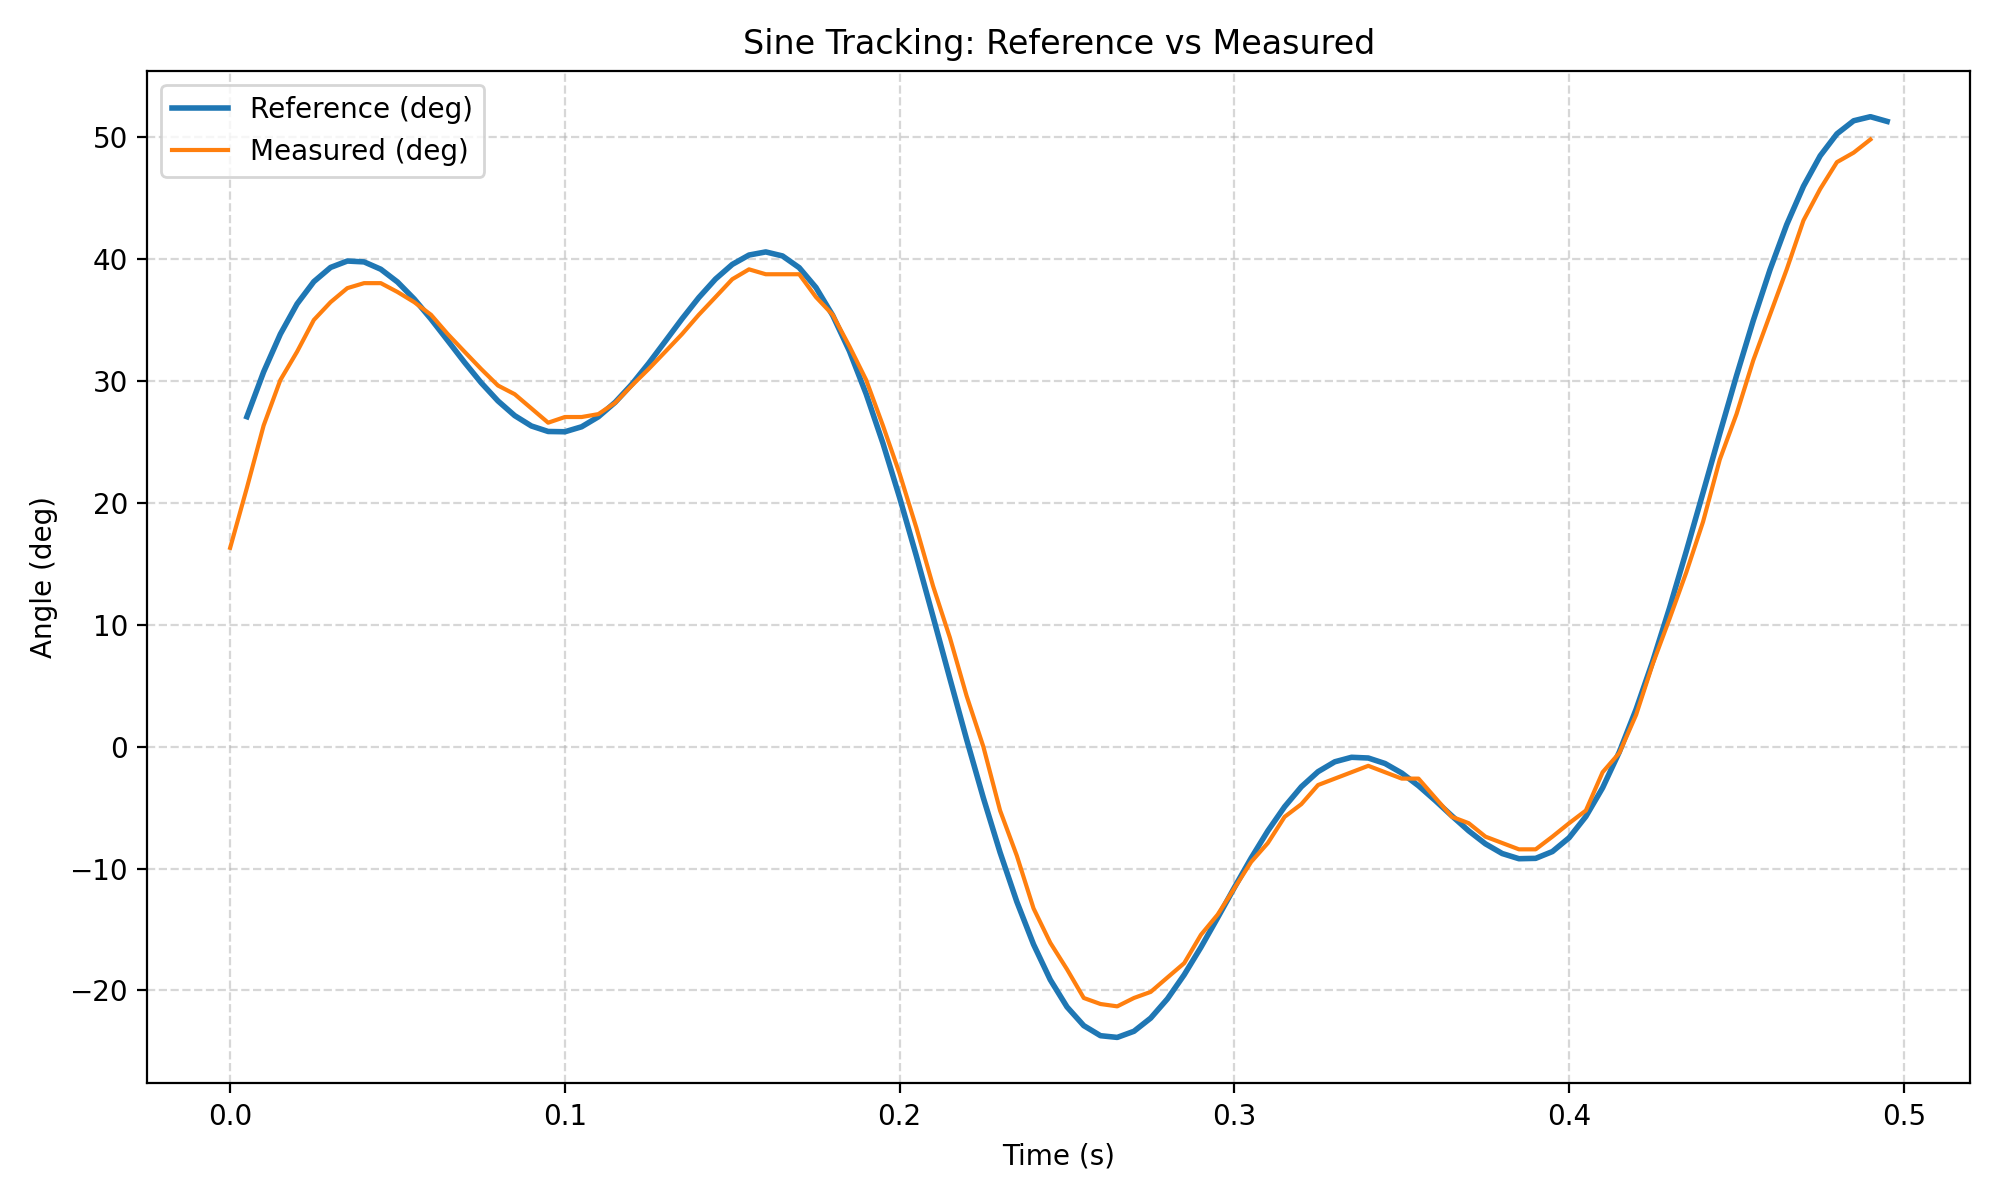 Sine Tracking: Reference vs Measured
Reference (deg)
Measured (deg)
50
40
30
20
10
0
−10
−20
Angle (deg)
0.0 0.1 0.2 0.3 0.4 0.5
Time (s)